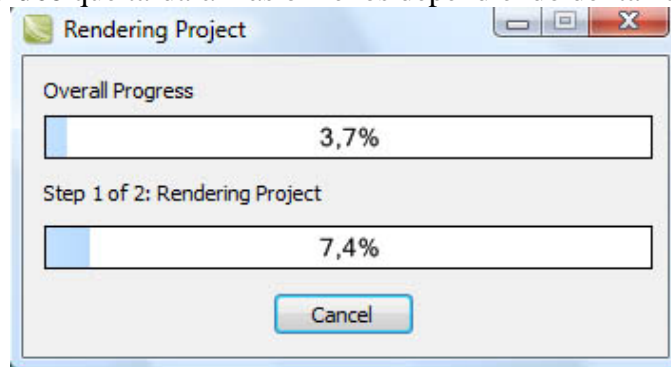 Rendering Project
Overall Progress
3,7%
Step 1 of 2: Rendering Project
7,4%
Cancel